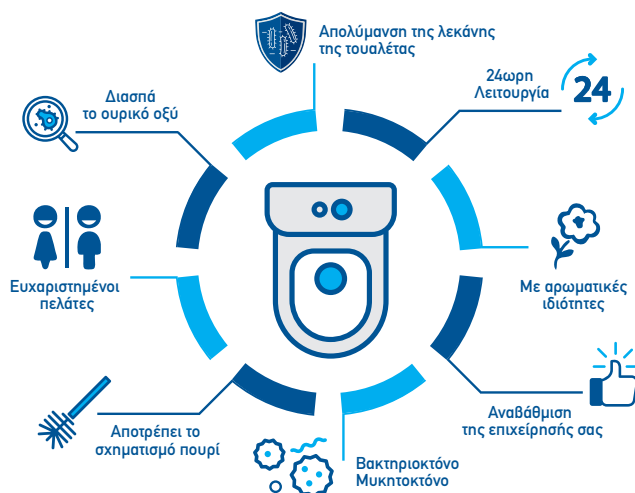 Απολύμανση της λεκάνης
της τουαλέτας
24ωρη
Λειτουργία
24
Με αρωματικές
ιδιότητες
Αναβάθμιση
της επιχείρησής σας
Βακτηριοκτόνο
Μυκητοκτόνο
Αποτρέπει το
σχηματισμό πουρί
Ευχαριστημένοι
πελάτες
Διασπά
το ουρικό οξύ